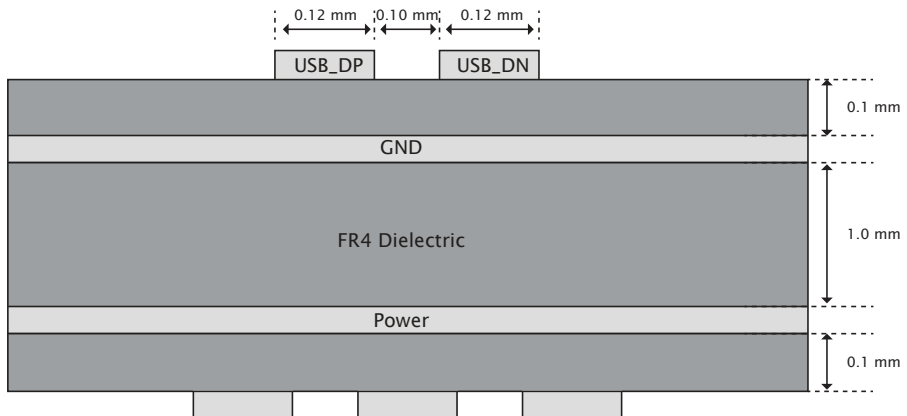 0.12 mm 0.10 mm 0.12 mm
USB_DP USB_DN
0.1 mm
GND
FR4 Dielectric
1.0 mm
Power
0.1 mm